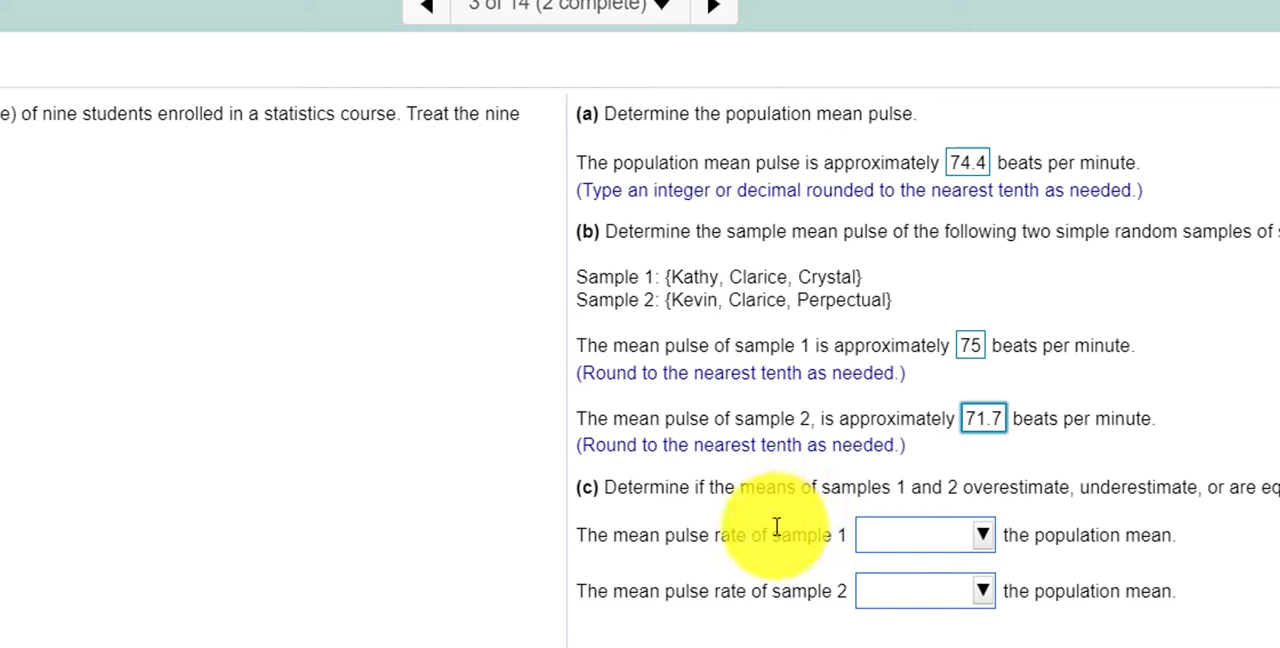 3 of 14 (2 complete)
e) of nine students enrolled in a statistics course. Treat the nine
(a) Determine the population mean pulse.
The population mean pulse is approximately 74.4 beats per minute.
(Type an integer or decimal rounded to the nearest tenth as needed.)
(b) Determine the sample mean pulse of the following two simple random samples of s
Sample 1: {Kathy, Clarice, Crystal}
Sample 2: {Kevin, Clarice, Perpectual}
The mean pulse of sample 1 is approximately 75 beats per minute.
(Round to the nearest tenth as needed.)
The mean pulse of sample 2, is approximately 71.7 beats per minute.
(Round to the nearest tenth as needed.)
(c) Determine if the means of samples 1 and 2 overestimate, underestimate, or are eq
The mean pulse rate of sample 1 the population mean.
The mean pulse rate of sample 2 the population mean.